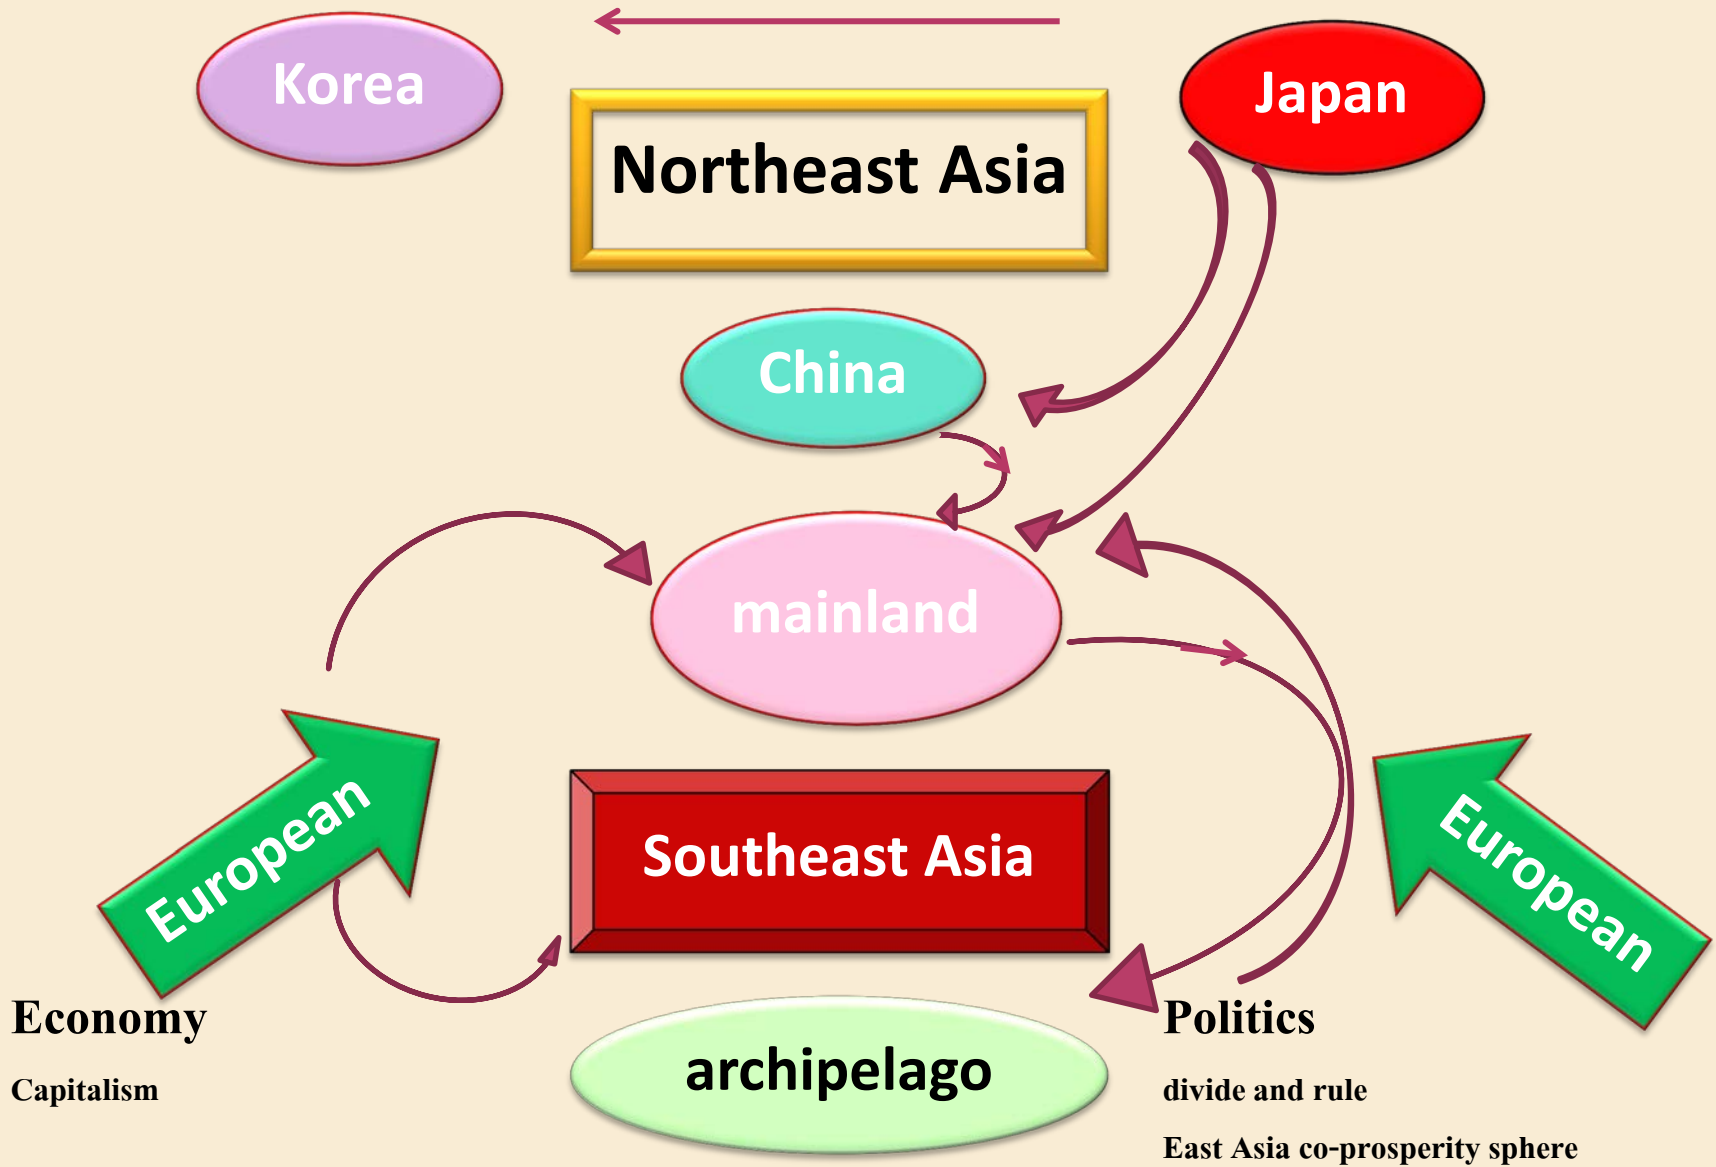 Korea
Japan
Northeast Asia
China
mainland
European
European
Southeast Asia
Economy
Politics
archipelago
Capitalism
divide and rule
East Asia co-prosperity sphere